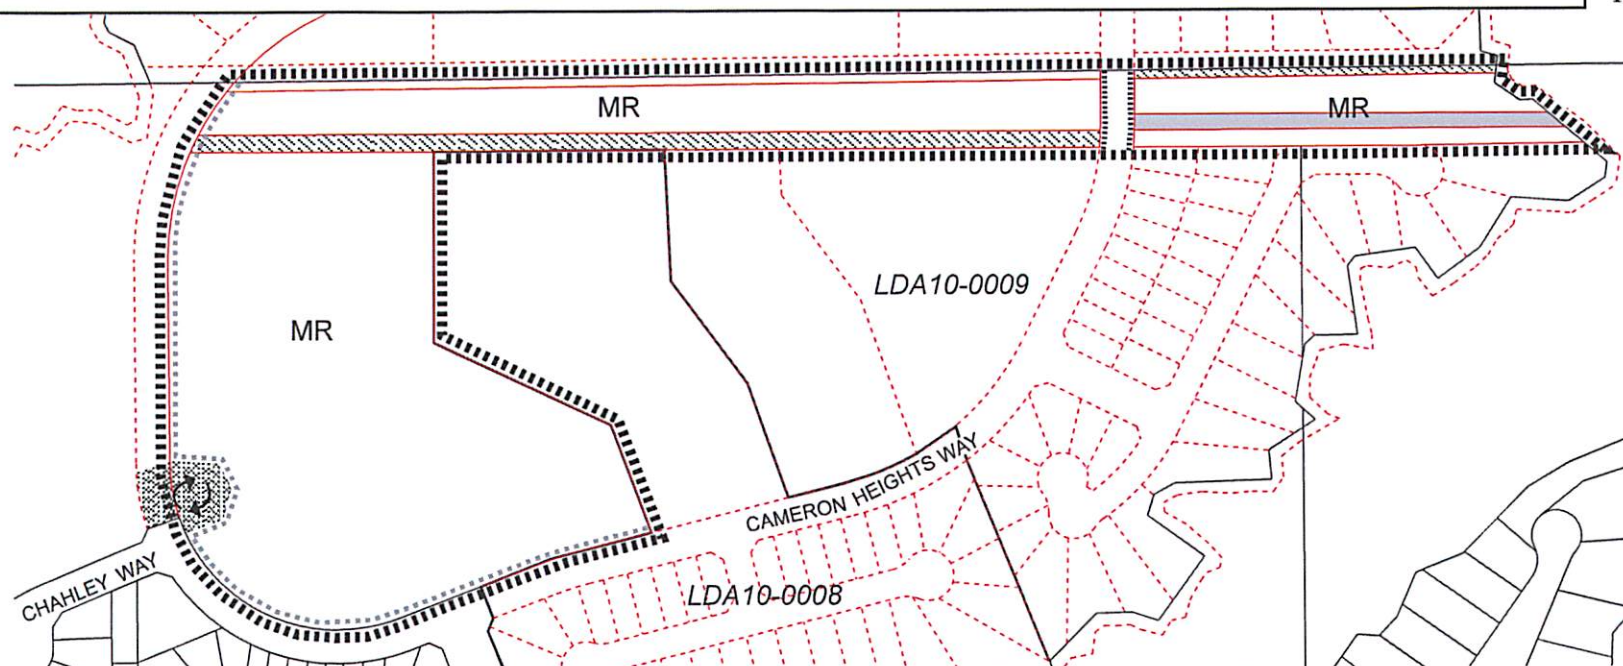 MR
MR
LDA10-0009
MR
CAMERON HEIGHTS WAY
CHAHLEY WAY
LDA10-0008